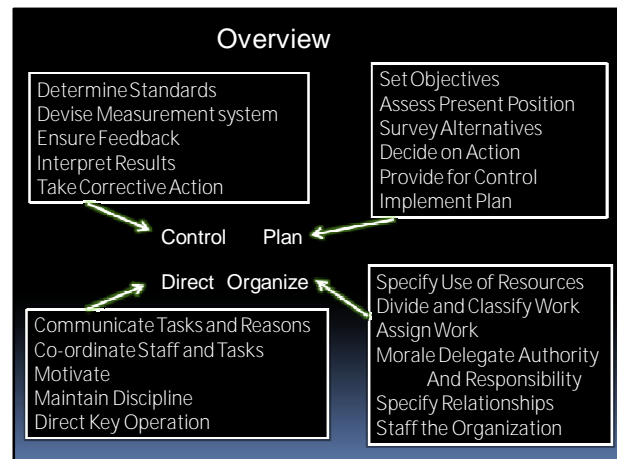 Overview
Determine Standards
Devise Measurement system
Ensure Feedback
Interpret Results
Take Corrective Action
Set Objectives
Assess Present Position
Survey Alternatives
Decide on Action
Provide for Control
Implement Plan
Control Plan
Direct Organize
Communicate Tasks and Reasons
Co-ordinate Staff and Tasks
Motivate
Maintain Discipline
Direct Key Operation
Specify Use of Resources
Divide and Classify Work
Assign Work
Morale Delegate Authority
And Responsibility
Specify Relationships
Staff the Organization